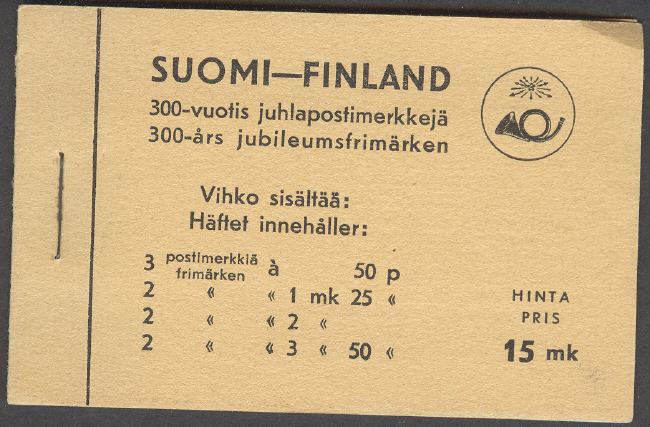 SUOMI—FINLAND
300-vuotis juhlapostimerkkejä
300-års jubileumsfrimärken
Vihko sisältää:
Häftet innehåller:
3 postimerkkiä frimärken à 50 p
2 « « 1 mk 25 «
2 « « 2 «
2 « « 3 « 50 «
HINTA
PRIS
15 mk